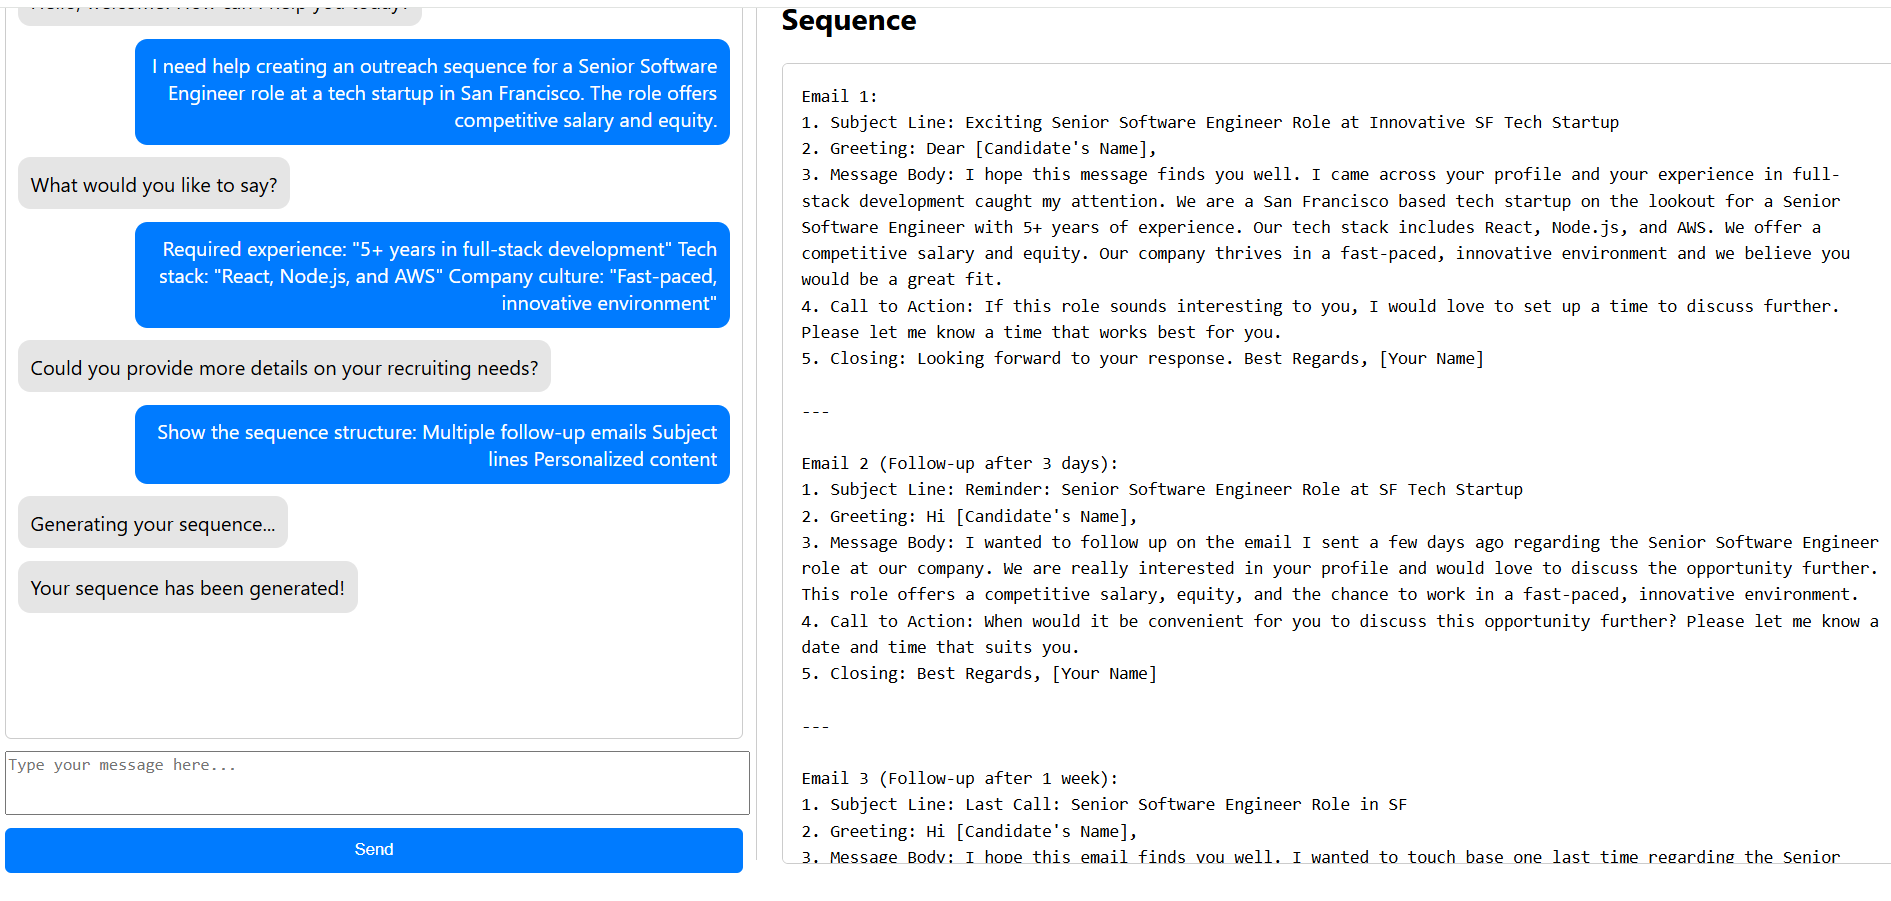 Hello, welcome! How can I help you today?
I need help creating an outreach sequence for a Senior Software
Engineer role at a tech startup in San Francisco. The role offers
competitive salary and equity.
What would you like to say?
Required experience: "5+ years in full-stack development" Tech
stack: "React, Node.js, and AWS" Company culture: "Fast-paced,
innovative environment"
Could you provide more details on your recruiting needs?
Show the sequence structure: Multiple follow-up emails Subject
lines Personalized content
Generating your sequence...
Your sequence has been generated!
Type your message here...
Send
Sequence
Email 1:
1. Subject Line: Exciting Senior Software Engineer Role at Innovative SF Tech Startup
2. Greeting: Dear [Candidate's Name],
3. Message Body: I hope this message finds you well. I came across your profile and your experience in full-
stack development caught my attention. We are a San Francisco based tech startup on the lookout for a Senior
Software Engineer with 5+ years of experience. Our tech stack includes React, Node.js, and AWS. We offer a
competitive salary and equity. Our company thrives in a fast-paced, innovative environment and we believe you
would be a great fit.
4. Call to Action: If this role sounds interesting to you, I would love to set up a time to discuss further.
Please let me know a time that works best for you.
5. Closing: Looking forward to your response. Best Regards, [Your Name]
---
Email 2 (Follow-up after 3 days):
1. Subject Line: Reminder: Senior Software Engineer Role at SF Tech Startup
2. Greeting: Hi [Candidate's Name],
3. Message Body: I wanted to follow up on the email I sent a few days ago regarding the Senior Software Engineer
role at our company. We are really interested in your profile and would love to discuss the opportunity further.
This role offers a competitive salary, equity, and the chance to work in a fast-paced, innovative environment.
4. Call to Action: When would it be convenient for you to discuss this opportunity further? Please let me know a
date and time that suits you.
5. Closing: Best Regards, [Your Name]
---
Email 3 (Follow-up after 1 week):
1. Subject Line: Last Call: Senior Software Engineer Role in SF
2. Greeting: Hi [Candidate's Name],
3. Message Body: I hope this email finds you well. I wanted to touch base one last time regarding the Senior